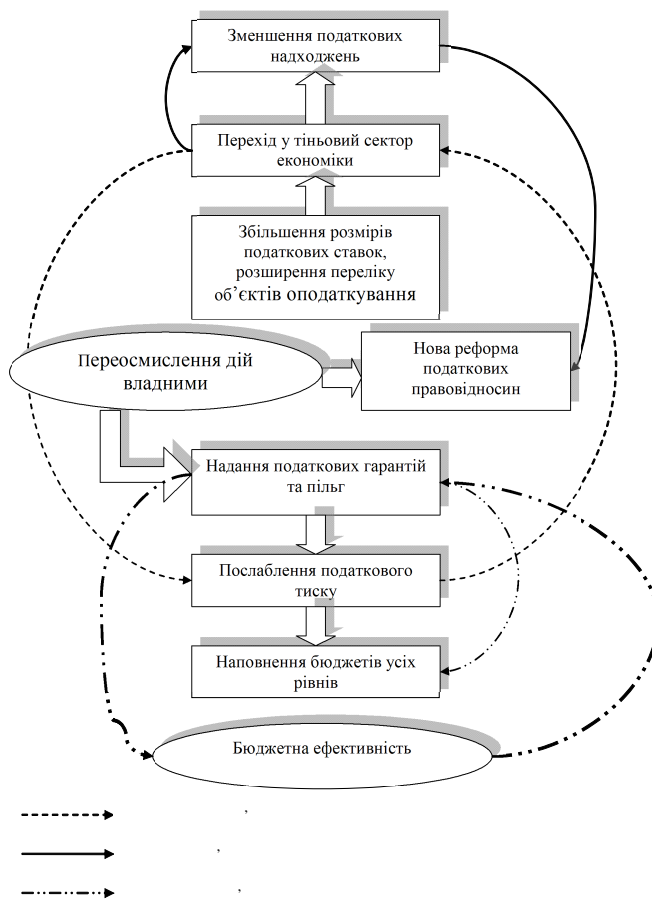 Зменшення податкових
надходжень
Перехід у тіньовий сектор
економіки
Збільшення розмірів
податкових ставок,
розширення переліку
об’єктів оподаткування
Переосмислення дій
владними
Нова реформа
податкових
правовідносин
Надання податкових гарантій
та пільг
Послаблення податкового
тиску
Наповнення бюджетів усіх
рівнів
Бюджетна ефективність